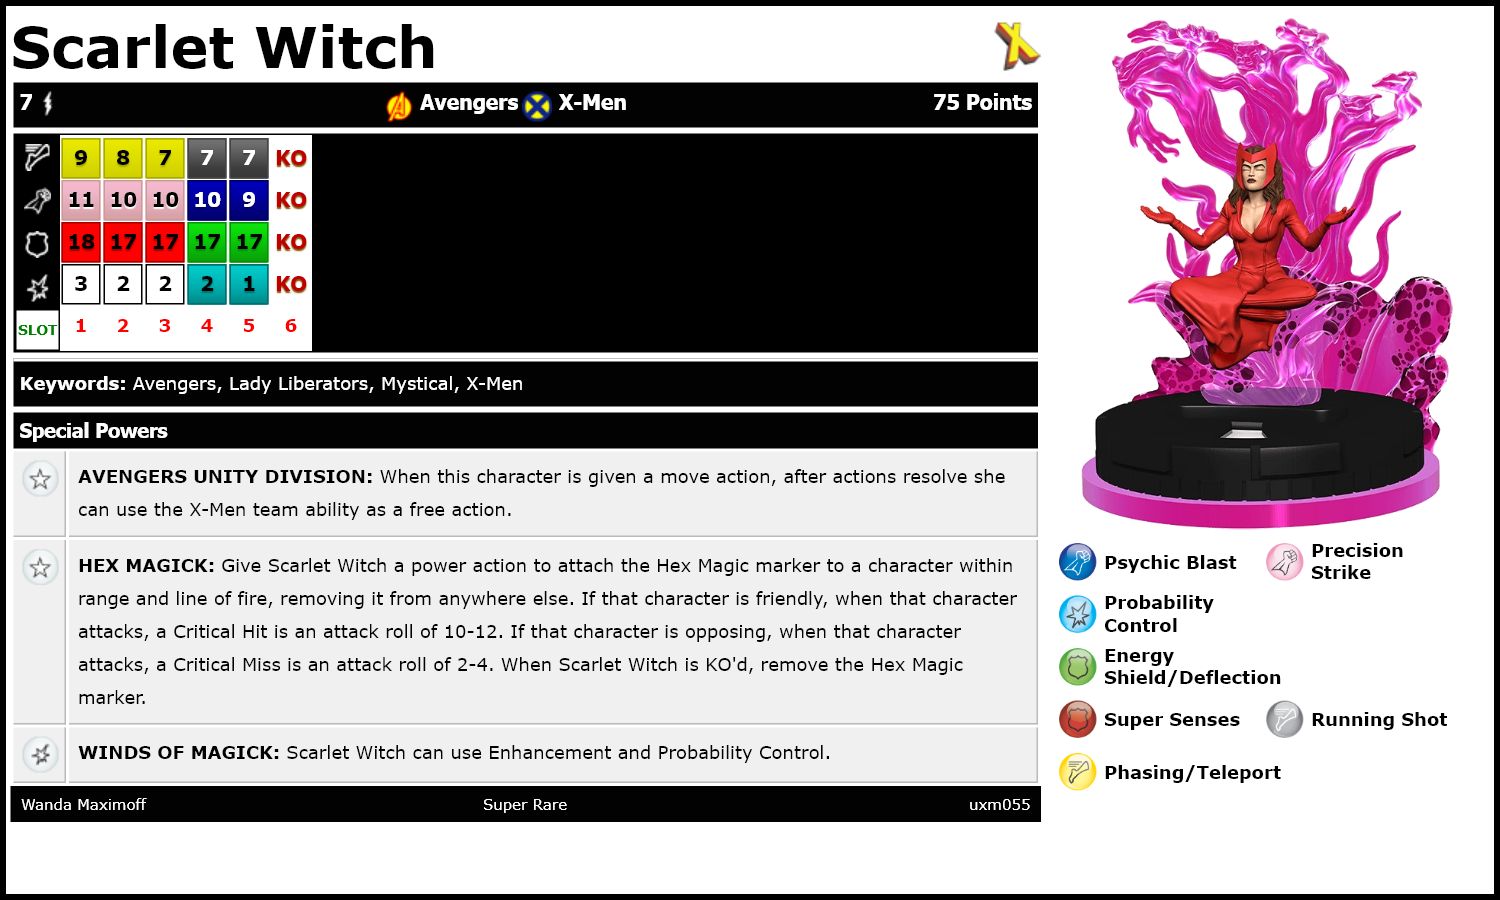 Scarlet Witch
X
7 Avengers X-Men 75 Points
9 8 7 7 7 KO
11 10 10 10 9 KO
18 17 17 17 17 KO
3 2 2 2 1 KO
SLOT 1 2 3 4 5 6
Keywords: Avengers, Lady Liberators, Mystical, X-Men
Special Powers
AVENGERS UNITY DIVISION: When this character is given a move action, after actions resolve she
can use the X-Men team ability as a free action.
HEX MAGICK: Give Scarlet Witch a power action to attach the Hex Magic marker to a character within
range and line of fire, removing it from anywhere else. If that character is friendly, when that character
attacks, a Critical Hit is an attack roll of 10-12. If that character is opposing, when that character
attacks, a Critical Miss is an attack roll of 2-4. When Scarlet Witch is KO'd, remove the Hex Magic
marker.
WINDS OF MAGICK: Scarlet Witch can use Enhancement and Probability Control.
Wanda Maximoff Super Rare uxm055
Psychic Blast
Precision
Strike
Probability
Control
Energy
Shield/Deflection
Super Senses
Running Shot
Phasing/Teleport